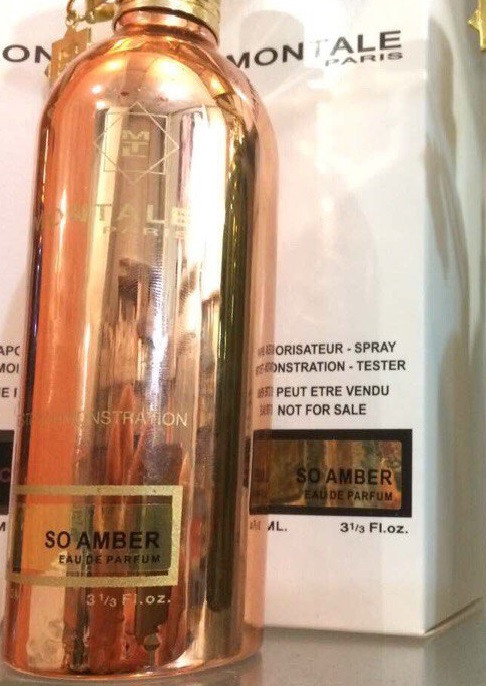 MONTALE
PARIS
MONTALE
PARIS
ORISATEUR - SPRAY
ONSTRATION - TESTER
PEUT ETRE VENDU
NOT FOR SALE
NSTRATION
SO AMBER
EAU DE PARFUM
ML. 3 1/3 Fl.oz.
SO AMBER
EAU DE PARFUM
3 1/3 Fl.oz.